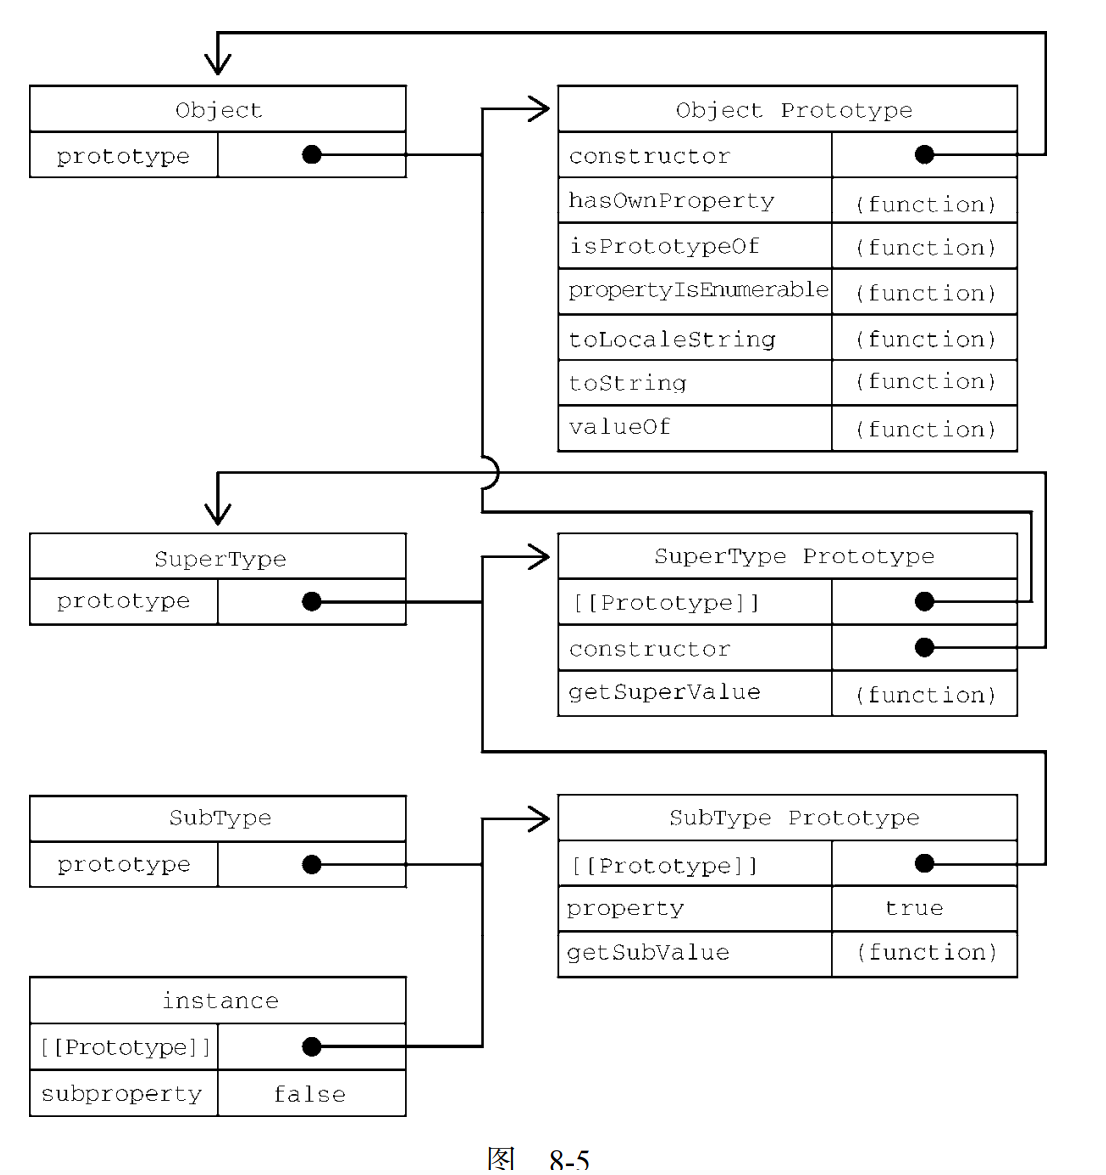 Object
prototype
Object Prototype
constructor
hasOwnProperty (function)
isPrototypeOf (function)
propertyIsEnumerable (function)
toLocaleString (function)
toString (function)
valueOf (function)
SuperType
prototype
SuperType Prototype
[[Prototype]]
constructor
getSuperValue (function)
SubType
prototype
SubType Prototype
[[Prototype]]
property true
getSubValue (function)
instance
[[Prototype]]
subproperty false
图 8-5